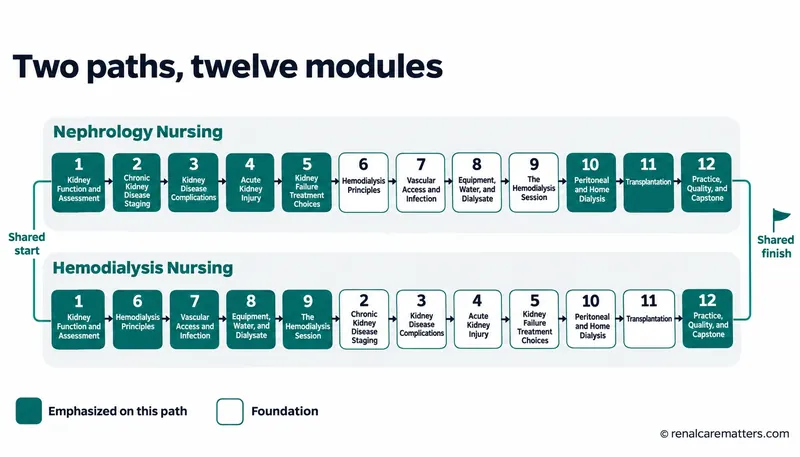 Two paths, twelve modules
Nephrology Nursing
1
Kidney
Function and
Assessment
2
Chronic
Kidney
Disease
Staging
3
Kidney
Disease
Complications
4
Acute
Kidney
Injury
5
Kidney
Failure
Treatment
Choices
6
Hemodialysis
Principles
7
Vascular
Access and
Infection
8
Equipment,
Water, and
Dialysate
9
The
Hemodialysis
Session
10
Peritoneal
and Home
Dialysis
11
Transplantation
12
Practice,
Quality, and
Capstone
Shared
start
Shared
finish
Hemodialysis Nursing
1
Kidney
Function and
Assessment
6
Hemodialysis
Principles
7
Vascular
Access and
Infection
8
Equipment,
Water, and
Dialysate
9
The
Hemodialysis
Session
2
Chronic
Kidney
Disease
Staging
3
Kidney
Disease
Complications
4
Acute
Kidney
Injury
5
Kidney
Failure
Treatment
Choices
10
Peritoneal
and Home
Dialysis
11
Transplantation
12
Practice,
Quality, and
Capstone
Emphasized on this path
Foundation
© renalcarematters.com